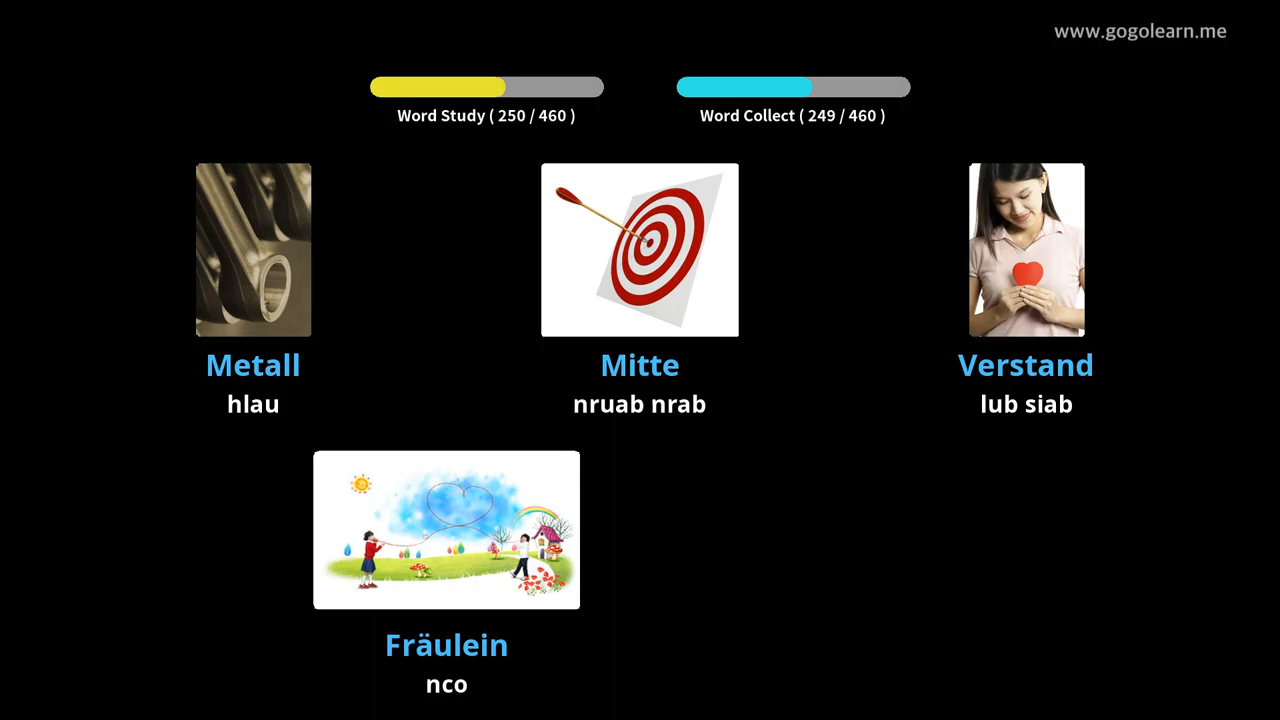 www.gogolearn.me
Word Study ( 250 / 460 )
Word Collect ( 249 / 460 )
Metall
hlau
Mitte
nruab nrab
Verstand
lub siab
Fräulein
nco